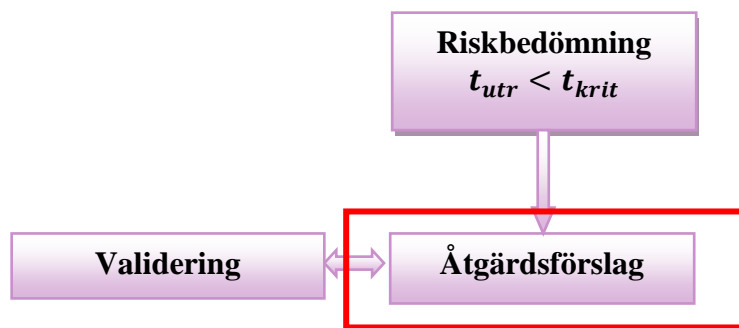 Riskbedömning
t_utr < t_krit
Validering
Åtgärdsförslag